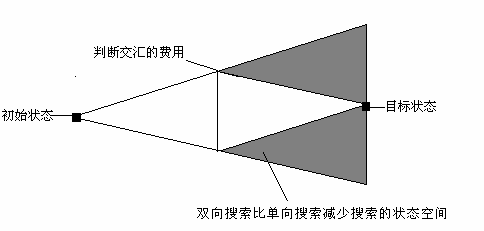 判断交汇的费用
初始状态
目标状态
双向搜索比单向搜索减少搜索的状态空间